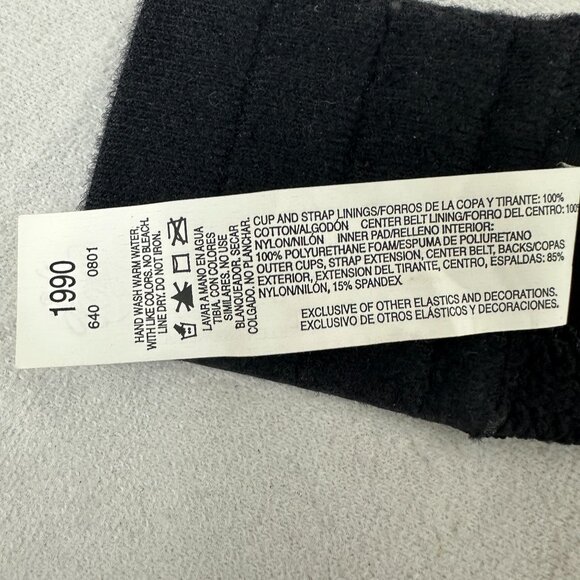 1990
640 0801
HAND WASH WARM WATER,
WITH LIKE COLORS. NO BLEACH.
LINE DRY. DO NOT IRON.
LAVAR A MANO EN AGUA
TIBIA, CON COLORES
SIMILARES. NO USAR
BLANQUEADOR, SECAR
COLGADO. NO PLANCHAR.
CUP AND STRAP LININGS/FORROS DE LA COPA Y TIRANTE: 100%
COTTON/ALGODÓN CENTER BELT LINING/FORRO DEL CENTRO: 100%
NYLON/NILÓN INNER PAD/RELLENO INTERIOR:
100% POLYURETHANE FOAM/ESPUMA DE POLIURETANO
OUTER CUPS, STRAP EXTENSION, CENTER BELT, BACKS/COPAS
EXTERIOR, EXTENSION DEL TIRANTE, CENTRO, ESPALDAS: 85%
NYLON/NILÓN, 15% SPANDEX
EXCLUSIVE OF OTHER ELASTICS AND DECORATIONS.
EXCLUSIVO DE OTROS ELÁSTICOS Y DECORACIONES.